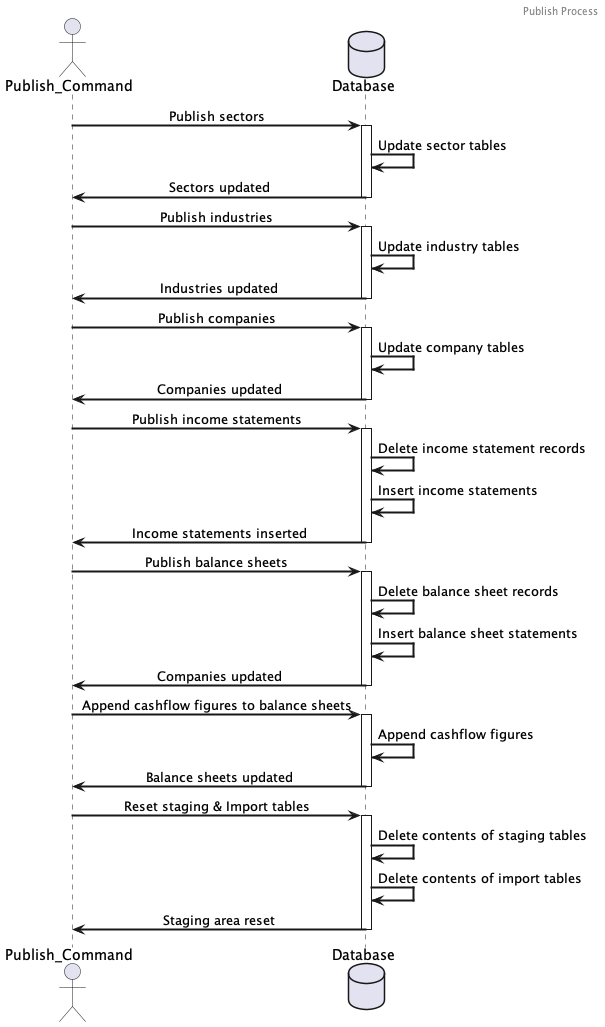 Publish Process
Publish_Command
Database
Publish sectors
Update sector tables
Sectors updated
Publish industries
Update industry tables
Industries updated
Publish companies
Update company tables
Companies updated
Publish income statements
Delete income statement records
Insert income statements
Income statements inserted
Publish balance sheets
Delete balance sheet records
Insert balance sheet statements
Companies updated
Append cashflow figures to balance sheets
Append cashflow figures
Balance sheets updated
Reset staging & Import tables
Delete contents of staging tables
Delete contents of import tables
Staging area reset
Publish_Command
Database